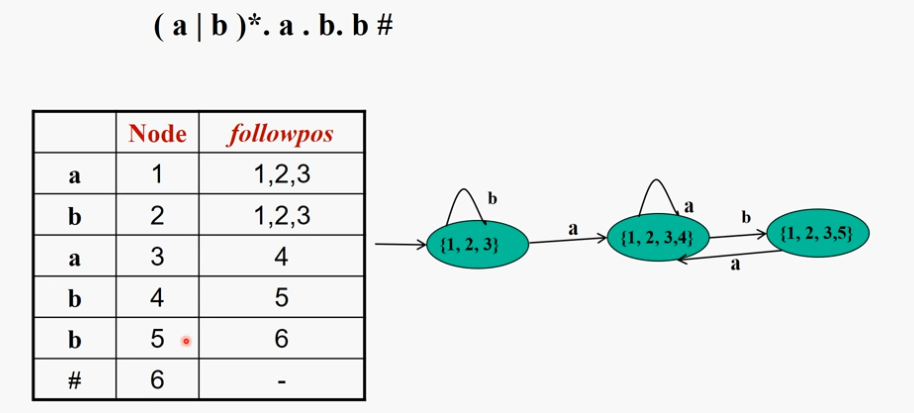 ( a | b )*. a . b. b #
Node followpos
a 1 1,2,3
b 2 1,2,3
a 3 4
b 4 5
b 5 6
# 6 -
b
{1, 2, 3}
a
a
{1, 2, 3,4}
b
a
{1, 2, 3,5}